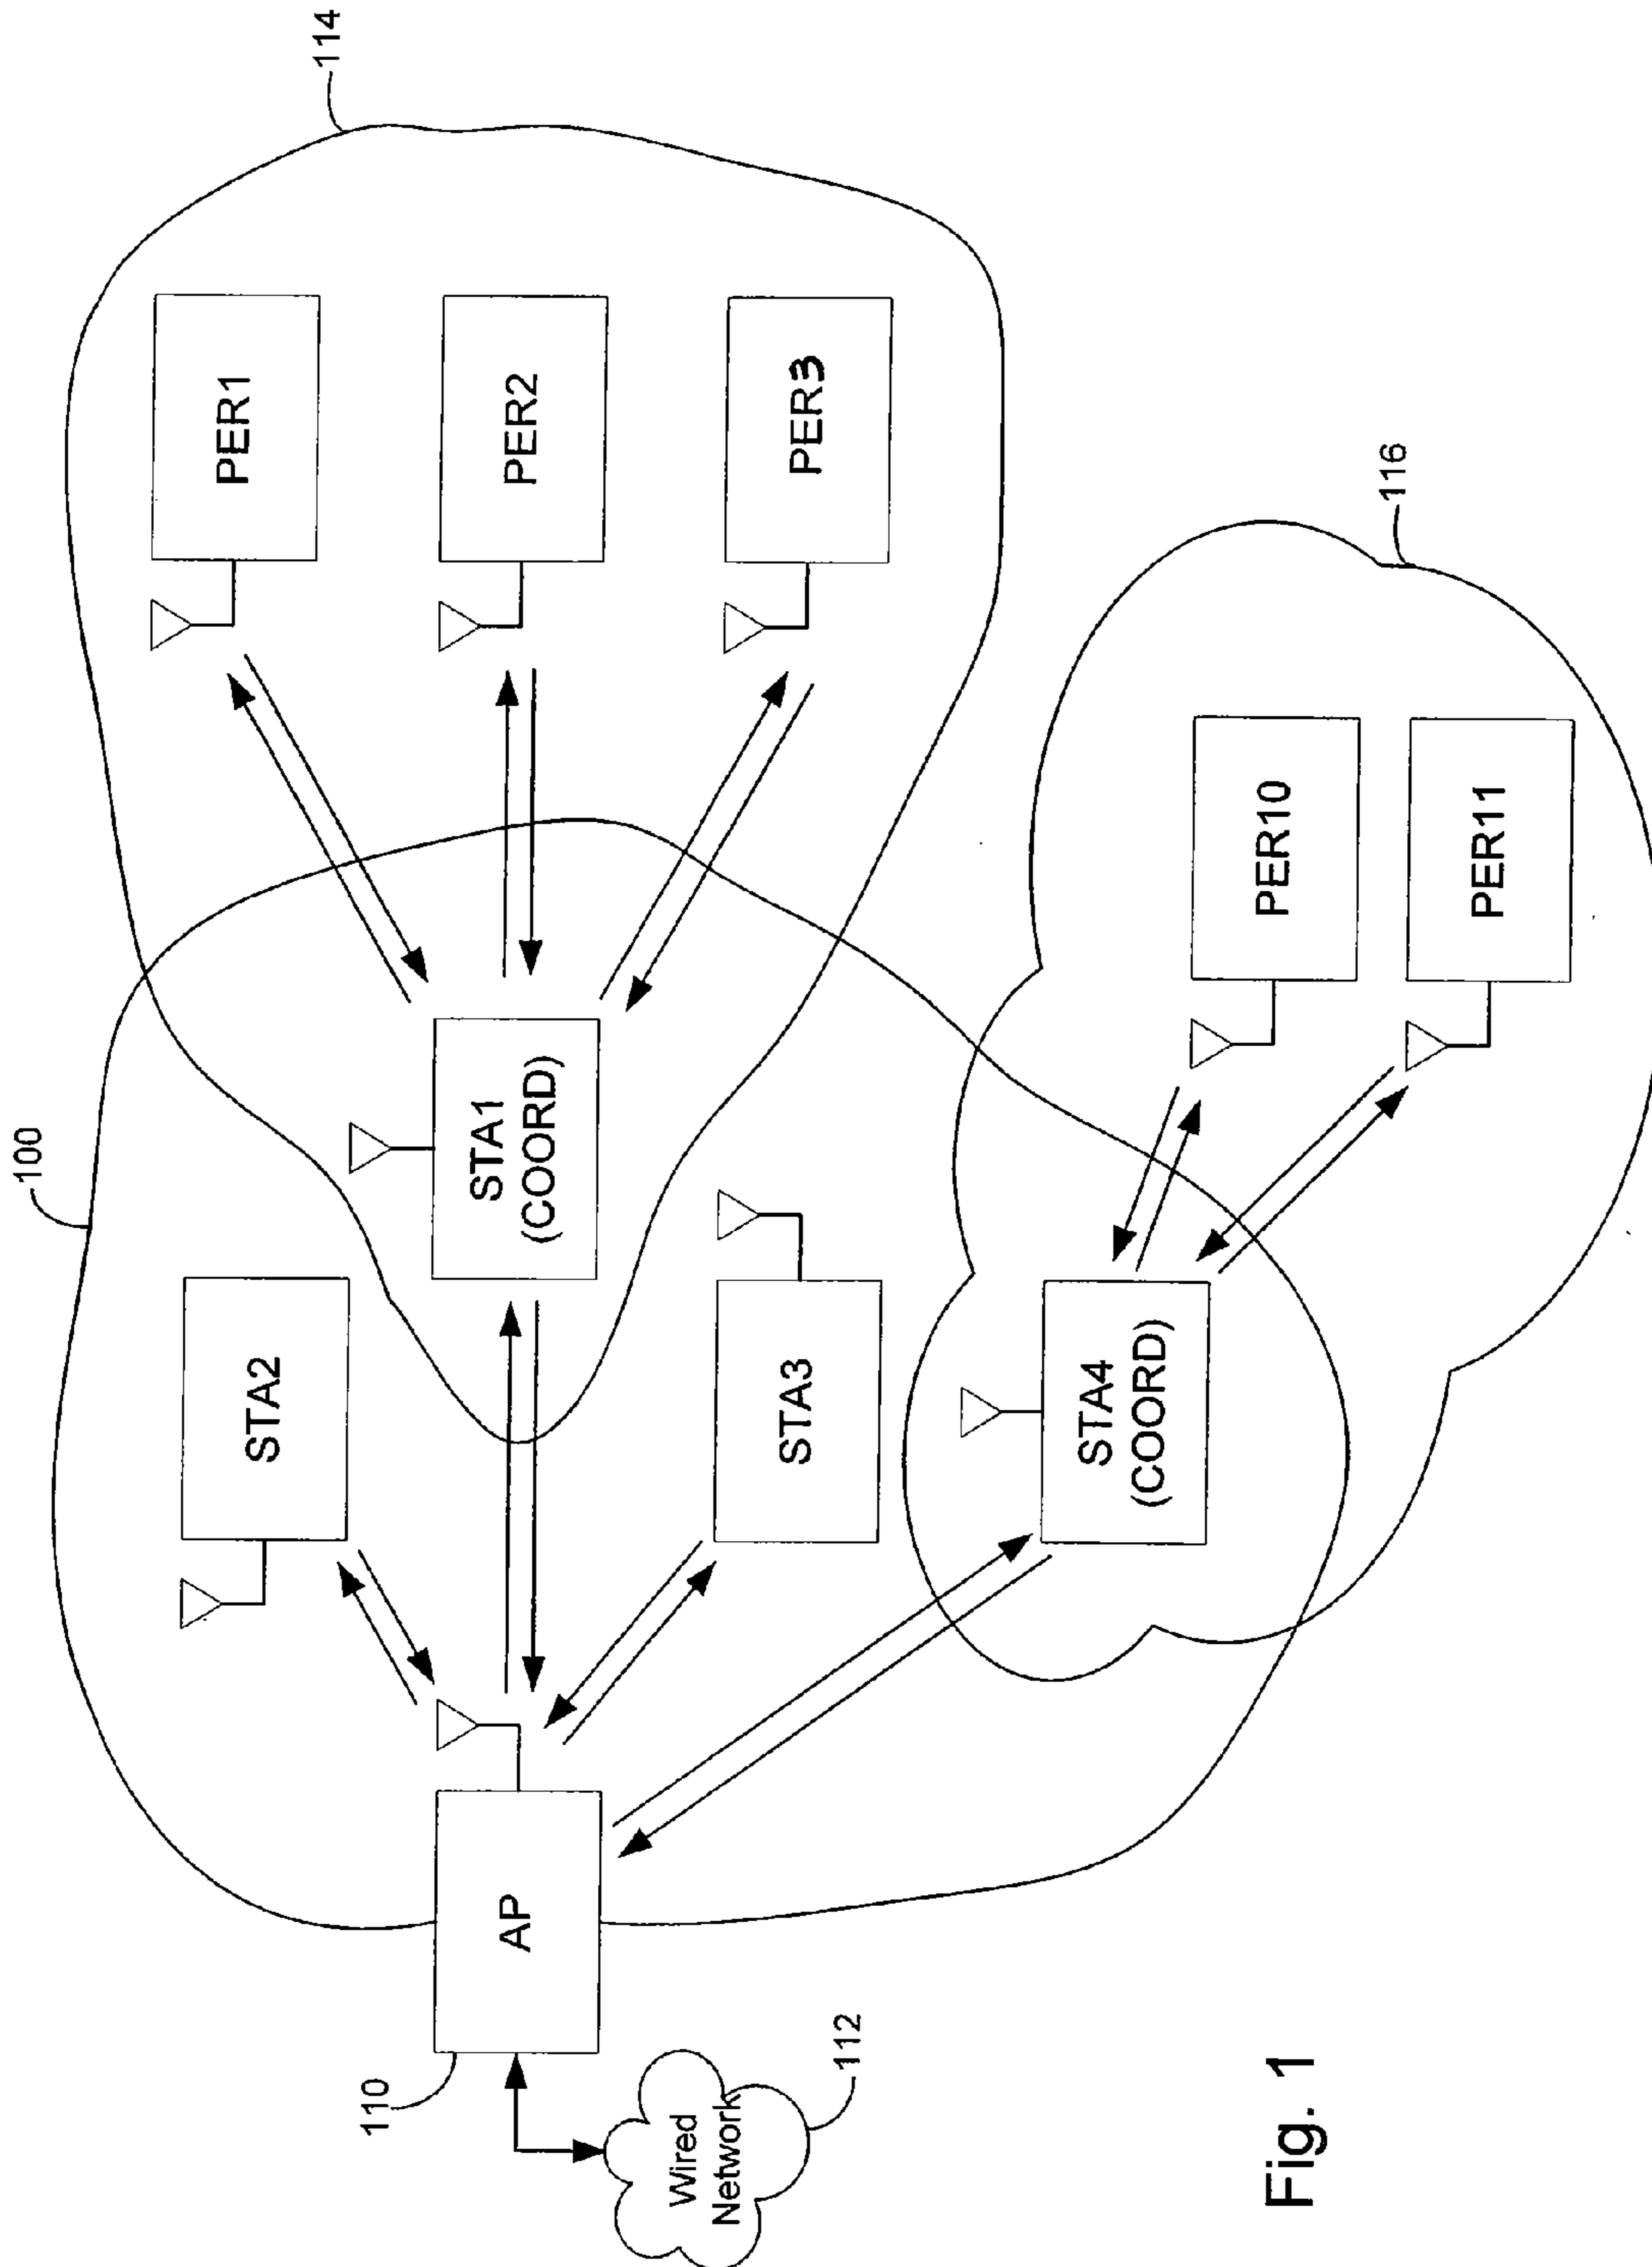 100
114
STA2
PER1
110
AP
STA1
(COORD)
PER2
Wired
Network
112
STA3
PER3
STA4
(COORD)
116
PER10
PER11
Fig. 1